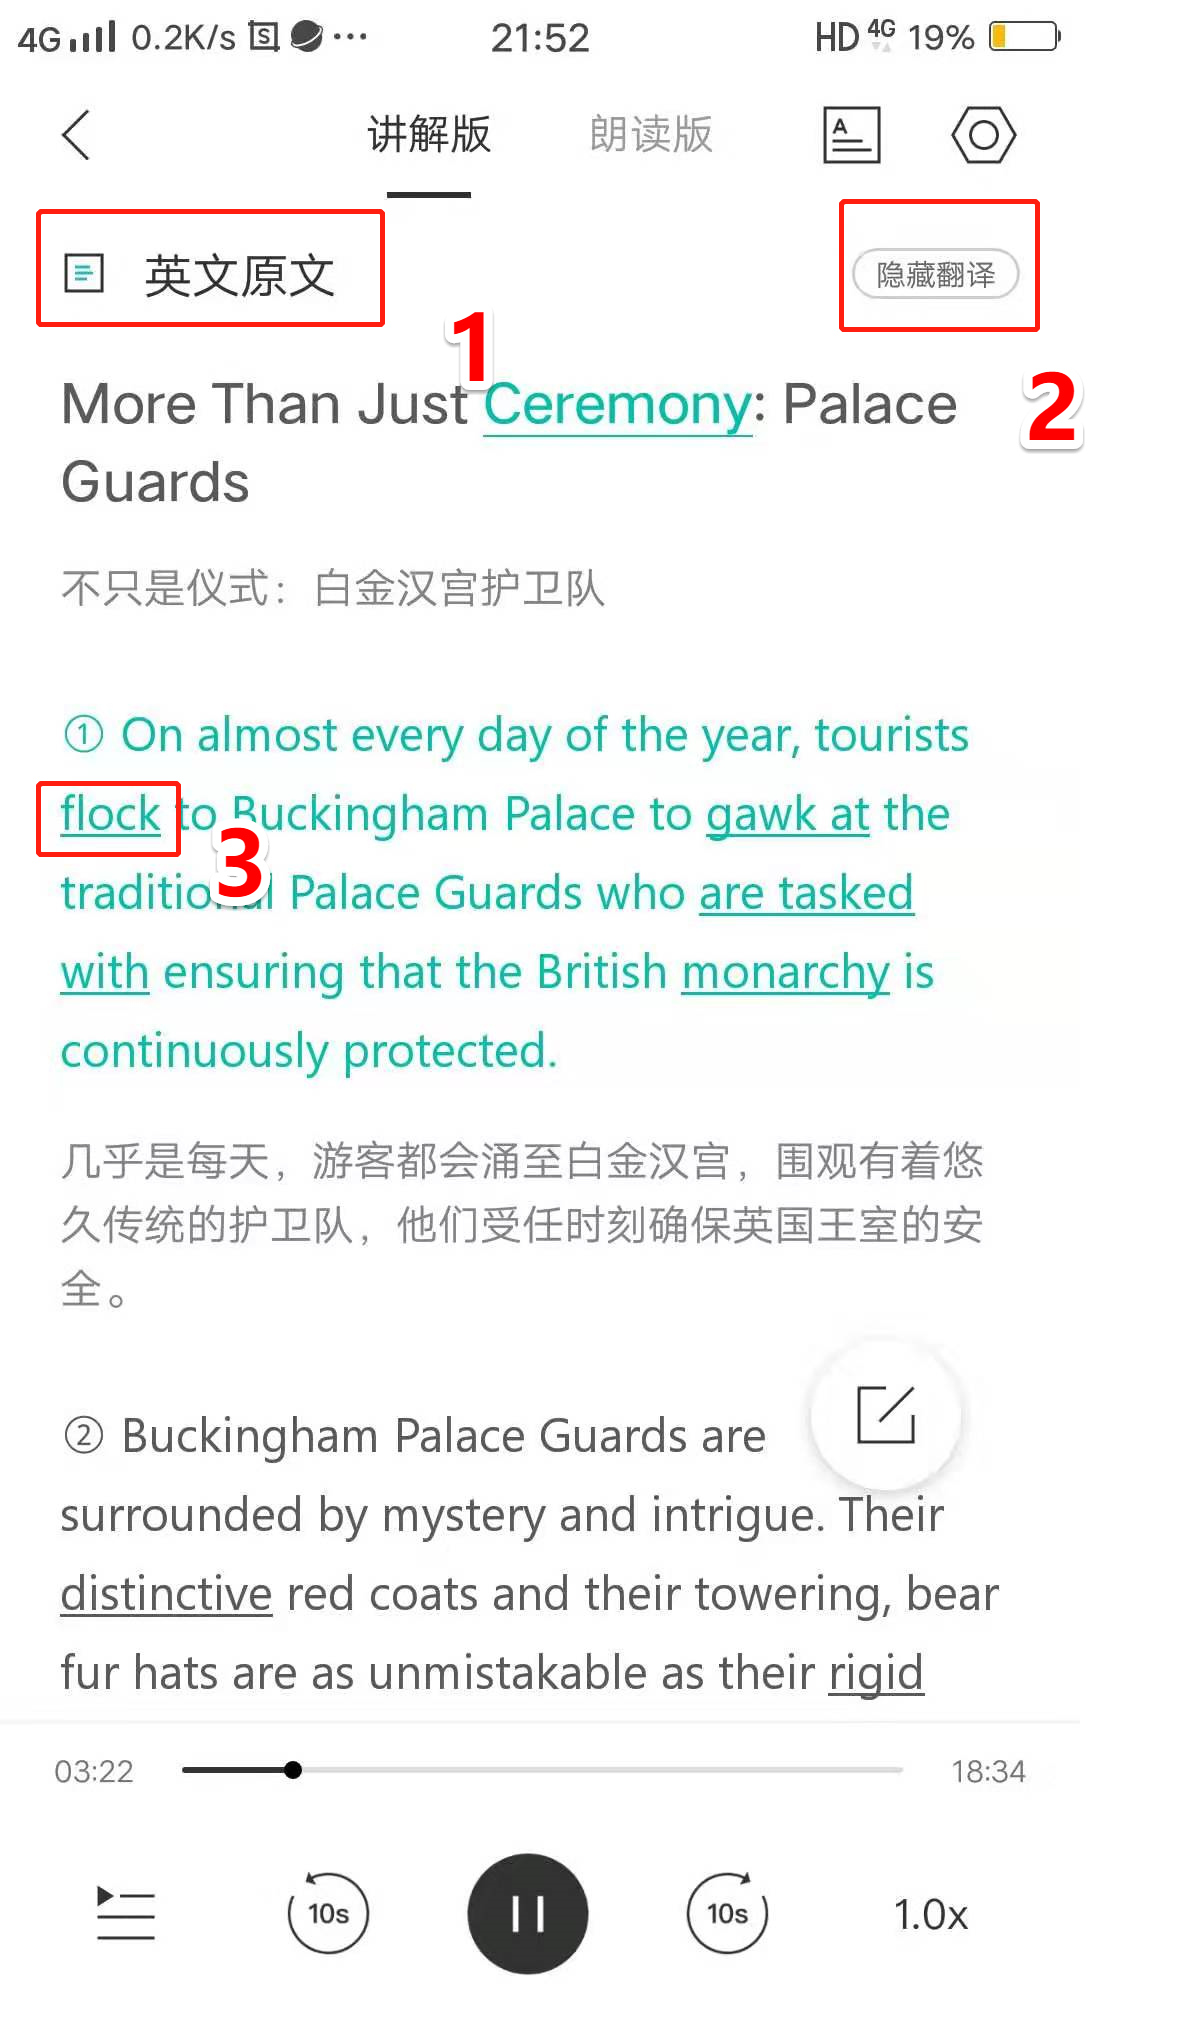 4G 0.2K/s ... 21:52 HD 4G 19%
讲解版 朗读版
英文原文 隐藏翻译
1
More Than Just Ceremony: Palace
2
Guards
不只是仪式：白金汉宫护卫队
① On almost every day of the year, tourists
flock to Buckingham Palace to gawk at the
3
traditional Palace Guards who are tasked
with ensuring that the British monarchy is
continuously protected.
几乎是每天，游客都会涌至白金汉宫，围观有着悠
久传统的护卫队，他们受任时刻确保英国王室的安
全。
② Buckingham Palace Guards are
surrounded by mystery and intrigue. Their
distinctive red coats and their towering, bear
fur hats are as unmistakable as their rigid
03:22 18:34
10s 10s 1.0x